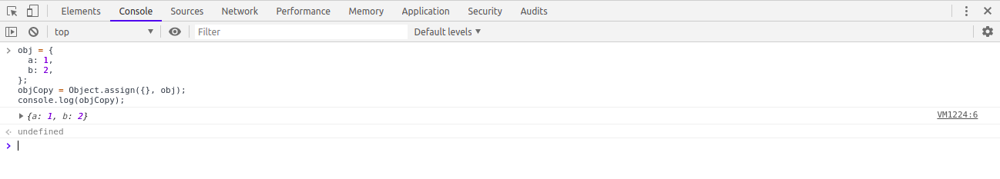 Elements Console Sources Network Performance Memory Application Security Audits
top Filter Default levels
obj = {
  a: 1,
  b: 2,
};
objCopy = Object.assign({}, obj);
console.log(objCopy);
{a: 1, b: 2} VM1224:6
undefined